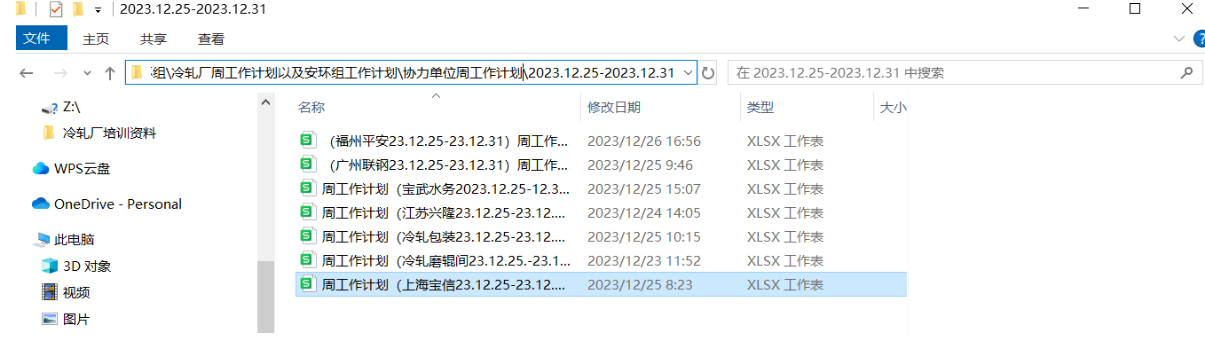 2023.12.25-2023.12.31
文件 主页 共享 查看
组\冷轧厂周工作计划以及安环组工作计划\协力单位周工作计划\2023.12.25-2023.12.31
在 2023.12.25-2023.12.31 中搜索
Z:\
冷轧厂培训资料
WPS云盘
OneDrive - Personal
此电脑
3D 对象
视频
图片
名称 修改日期 类型 大小
（福州平安23.12.25-23.12.31）周工作... 2023/12/26 16:56 XLSX 工作表
（广州联钢23.12.25-23.12.31）周工作... 2023/12/25 9:46 XLSX 工作表
周工作计划（宝武水务2023.12.25-12.3... 2023/12/25 15:07 XLSX 工作表
周工作计划（江苏兴隆23.12.25-23.12.... 2023/12/24 14:05 XLSX 工作表
周工作计划（冷轧包装23.12.25-23.12.... 2023/12/25 10:15 XLSX 工作表
周工作计划（冷轧磨辊间23.12.25.-23.1... 2023/12/23 11:52 XLSX 工作表
周工作计划（上海宝信23.12.25-23.12.... 2023/12/25 8:23 XLSX 工作表